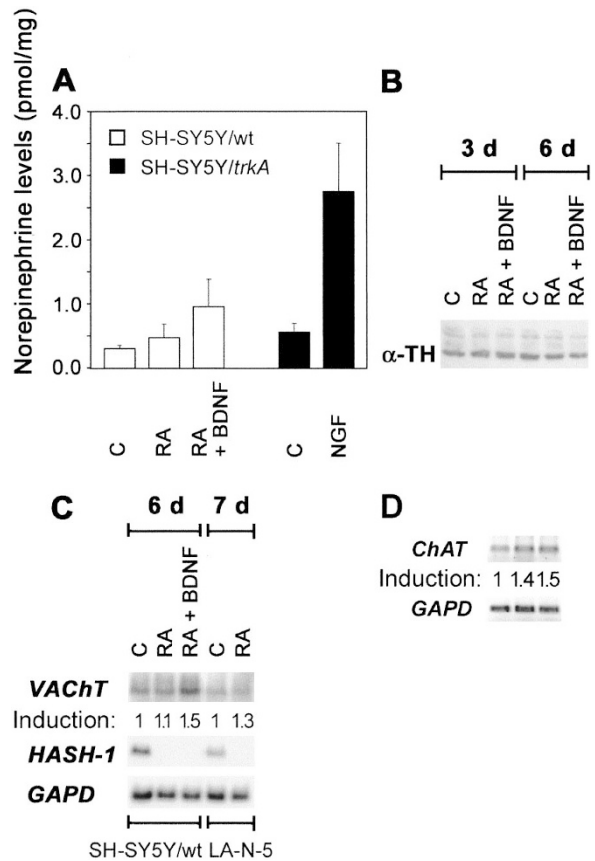 A
Norepinephrine levels (pmol/mg)
4.0
3.0
2.0
1.0
0.0
SH-SY5Y/wt
SH-SY5Y/trkA
C
RA
RA
+ BDNF
C
NGF
B
3 d 6 d
C RA RA + BDNF C RA RA + BDNF
α-TH
C
6 d 7 d
C RA RA + BDNF C RA
VAChT
Induction: 1 1.1 1.5 1 1.3
HASH-1
GAPD
SH-SY5Y/wt LA-N-5
D
ChAT
Induction: 1 1.4 1.5
GAPD